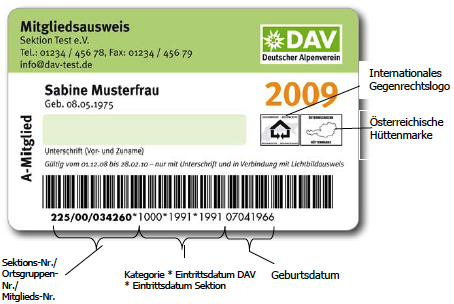 Mitgliedsausweis
Sektion Test e.V.
Tel.: 01234 / 456 78, Fax: 01234 / 456 79
info@dav-test.de
DAV
Deutscher Alpenverein
Sabine Musterfrau
Geb. 08.05.1975
2009
Internationales
Gegenrechtslogo
ÖSTERREICHISCHE
HÜTTENMARKE
Österreichische
Hüttenmarke
A-Mitglied
Unterschrift (Vor- und Zuname)
Gültig vom 01.12.08 bis 28.02.10 – nur mit Unterschrift und in Verbindung mit Lichtbildausweis
225/00/034260*1000*1991*1991 07041966
Sektions-Nr./
Ortsgruppen-
Nr./
Mitglieds-Nr.
Kategorie * Eintrittsdatum DAV
* Eintrittsdatum Sektion
Geburtsdatum